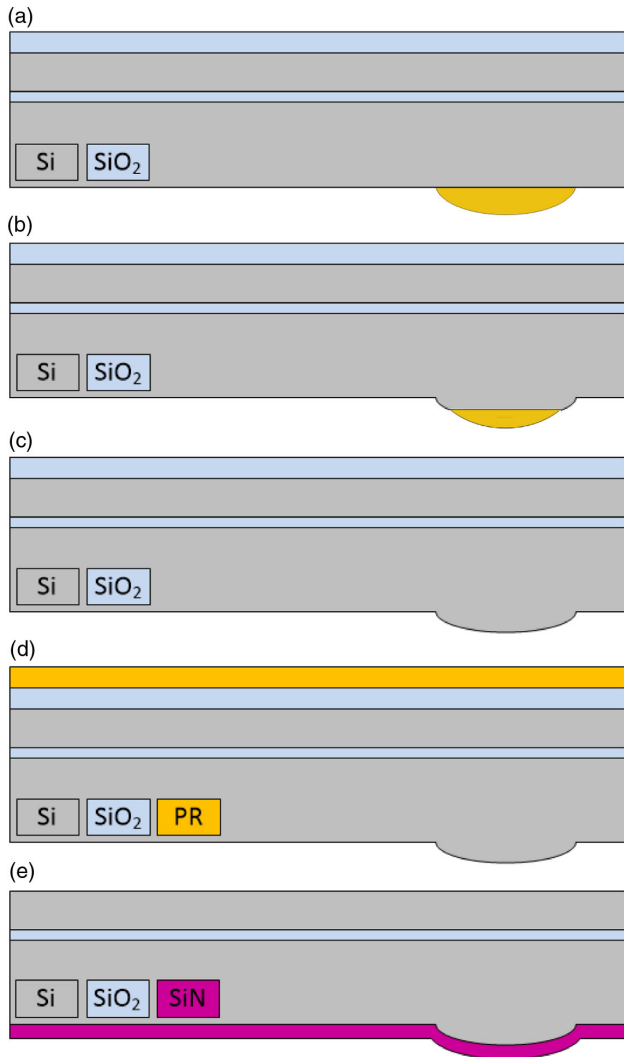 (a)
Si SiO₂
(b)
Si SiO₂
(c)
Si SiO₂
(d)
Si SiO₂ PR
(e)
Si SiO₂ SiN